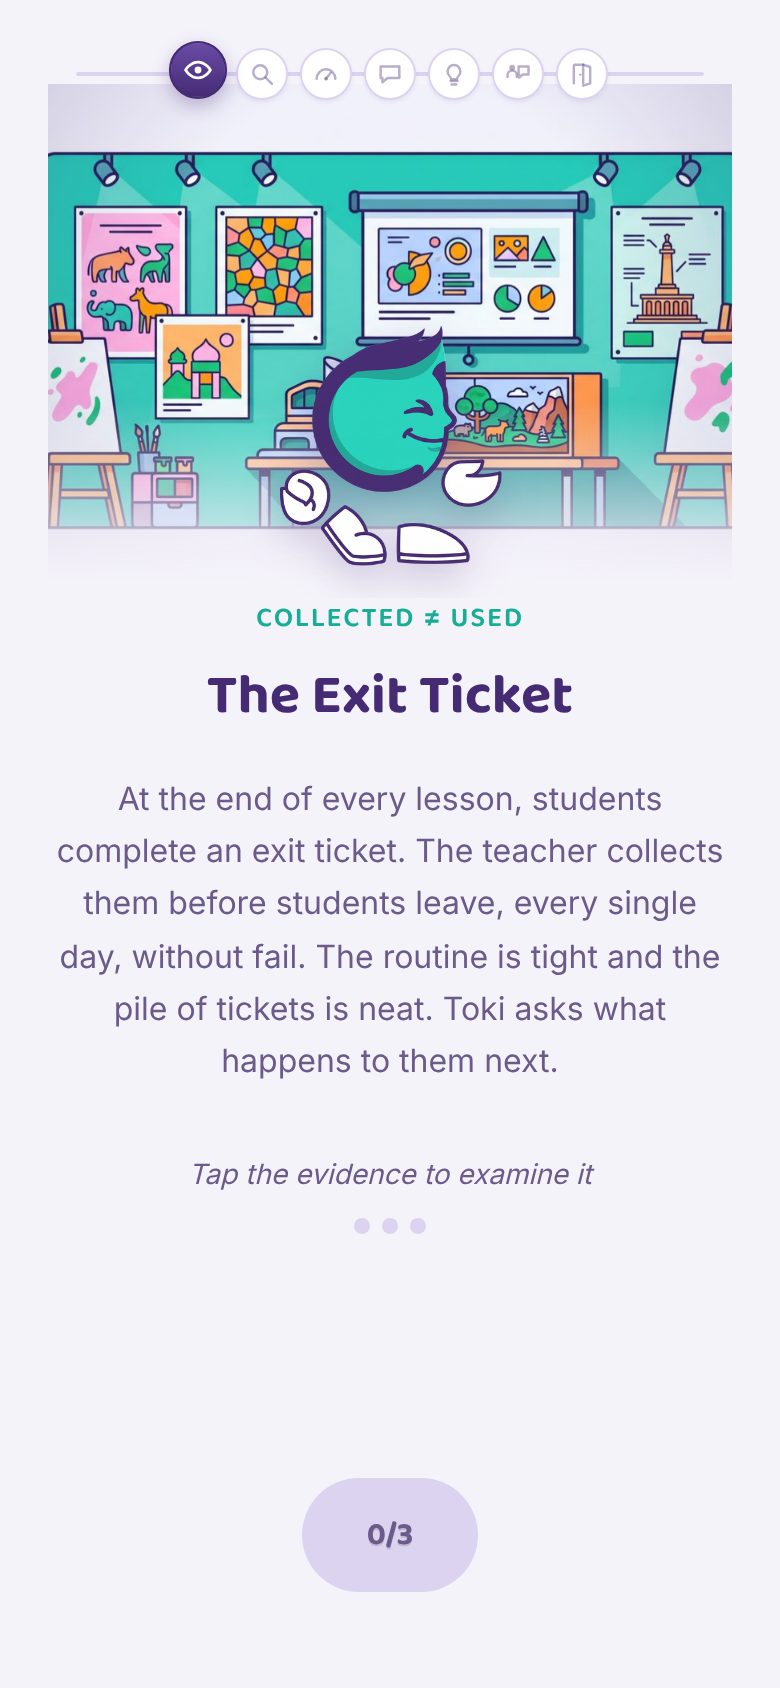 COLLECTED ≠ USED
The Exit Ticket
At the end of every lesson, students
complete an exit ticket. The teacher collects
them before students leave, every single
day, without fail. The routine is tight and the
pile of tickets is neat. Toki asks what
happens to them next.
Tap the evidence to examine it
0/3